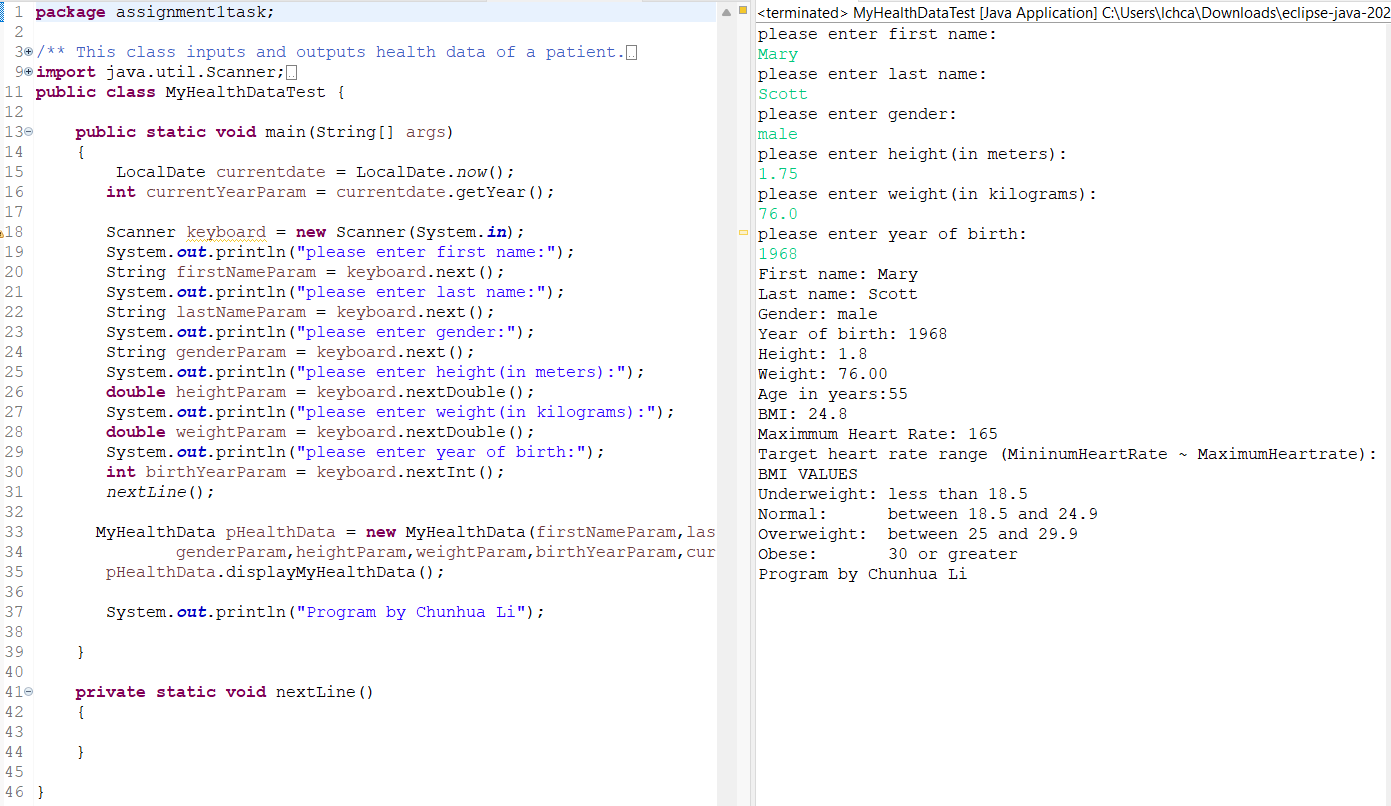 1 package assignment1task;
2
3 /** This class inputs and outputs health data of a patient.
9 import java.util.Scanner;
11 public class MyHealthDataTest {
12
13 public static void main(String[] args)
14 {
15 LocalDate currentdate = LocalDate.now();
16 int currentYearParam = currentdate.getYear();
17
18 Scanner keyboard = new Scanner(System.in);
19 System.out.println("please enter first name:");
20 String firstNameParam = keyboard.next();
21 System.out.println("please enter last name:");
22 String lastNameParam = keyboard.next();
23 System.out.println("please enter gender:");
24 String genderParam = keyboard.next();
25 System.out.println("please enter height(in meters):");
26 double heightParam = keyboard.nextDouble();
27 System.out.println("please enter weight(in kilograms):");
28 double weightParam = keyboard.nextDouble();
29 System.out.println("please enter year of birth:");
30 int birthYearParam = keyboard.nextInt();
31 nextLine();
32
33 MyHealthData pHealthData = new MyHealthData(firstNameParam,las
34 genderParam,heightParam,weightParam,birthYearParam,cur
35 pHealthData.displayMyHealthData();
36
37 System.out.println("Program by Chunhua Li");
38
39 }
40
41 private static void nextLine()
42 {
43
44 }
45
46 }
<terminated> MyHealthDataTest [Java Application] C:\Users\lchca\Downloads\eclipse-java-202
please enter first name:
Mary
please enter last name:
Scott
please enter gender:
male
please enter height(in meters):
1.75
please enter weight(in kilograms):
76.0
please enter year of birth:
1968
First name: Mary
Last name: Scott
Gender: male
Year of birth: 1968
Height: 1.8
Weight: 76.00
Age in years:55
BMI: 24.8
Maximmum Heart Rate: 165
Target heart rate range (MininumHeartRate ~ MaximumHeartrate):
BMI VALUES
Underweight: less than 18.5
Normal: between 18.5 and 24.9
Overweight: between 25 and 29.9
Obese: 30 or greater
Program by Chunhua Li